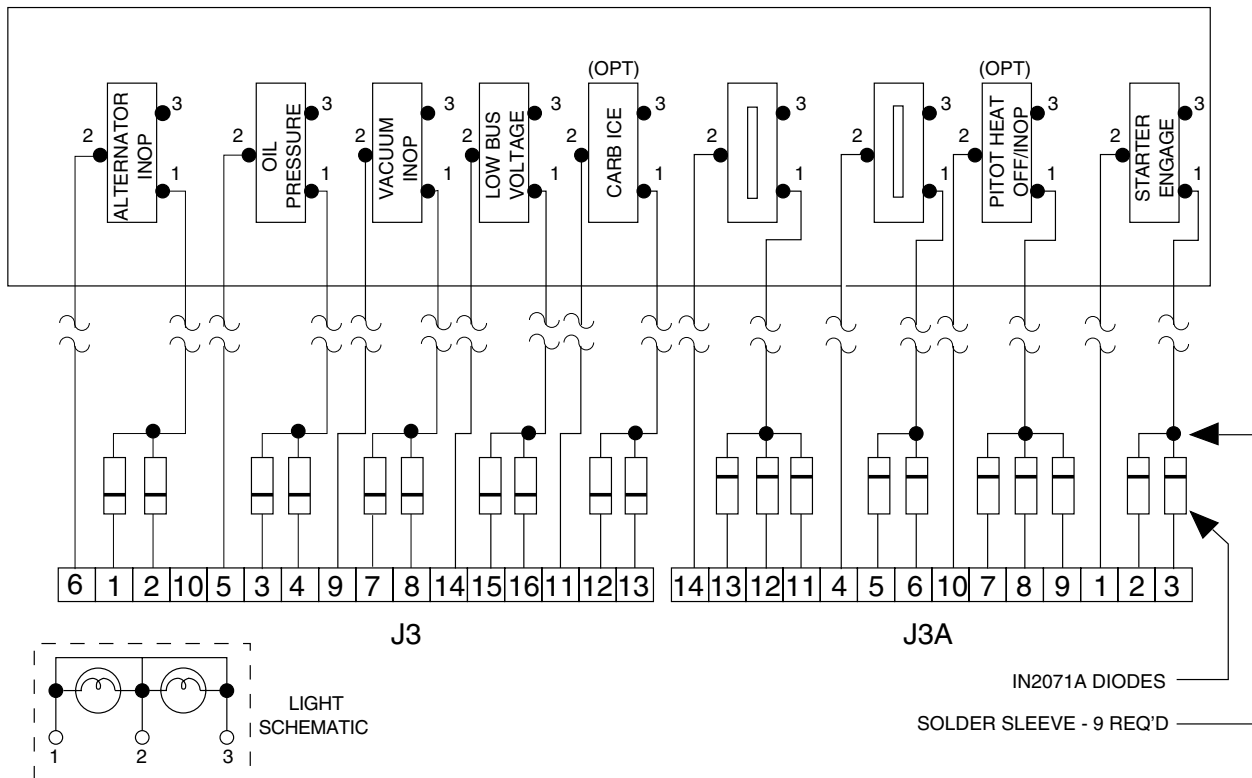 (OPT)
(OPT)
2 ALTERNATOR INOP 3 1
2 OIL PRESSURE 3 1
2 VACUUM INOP 3 1
2 LOW BUS VOLTAGE 3 1
2 CARB ICE 3 1
2 3 1
2 3 1
2 PITOT HEAT OFF/INOP 3 1
2 STARTER ENGAGE 3 1
6 1 2 10 5 3 4 9 7 8 14 15 16 11 12 13
14 13 12 11 4 5 6 10 7 8 9 1 2 3
J3
J3A
LIGHT
SCHEMATIC
1 2 3
IN2071A DIODES
SOLDER SLEEVE - 9 REQ'D